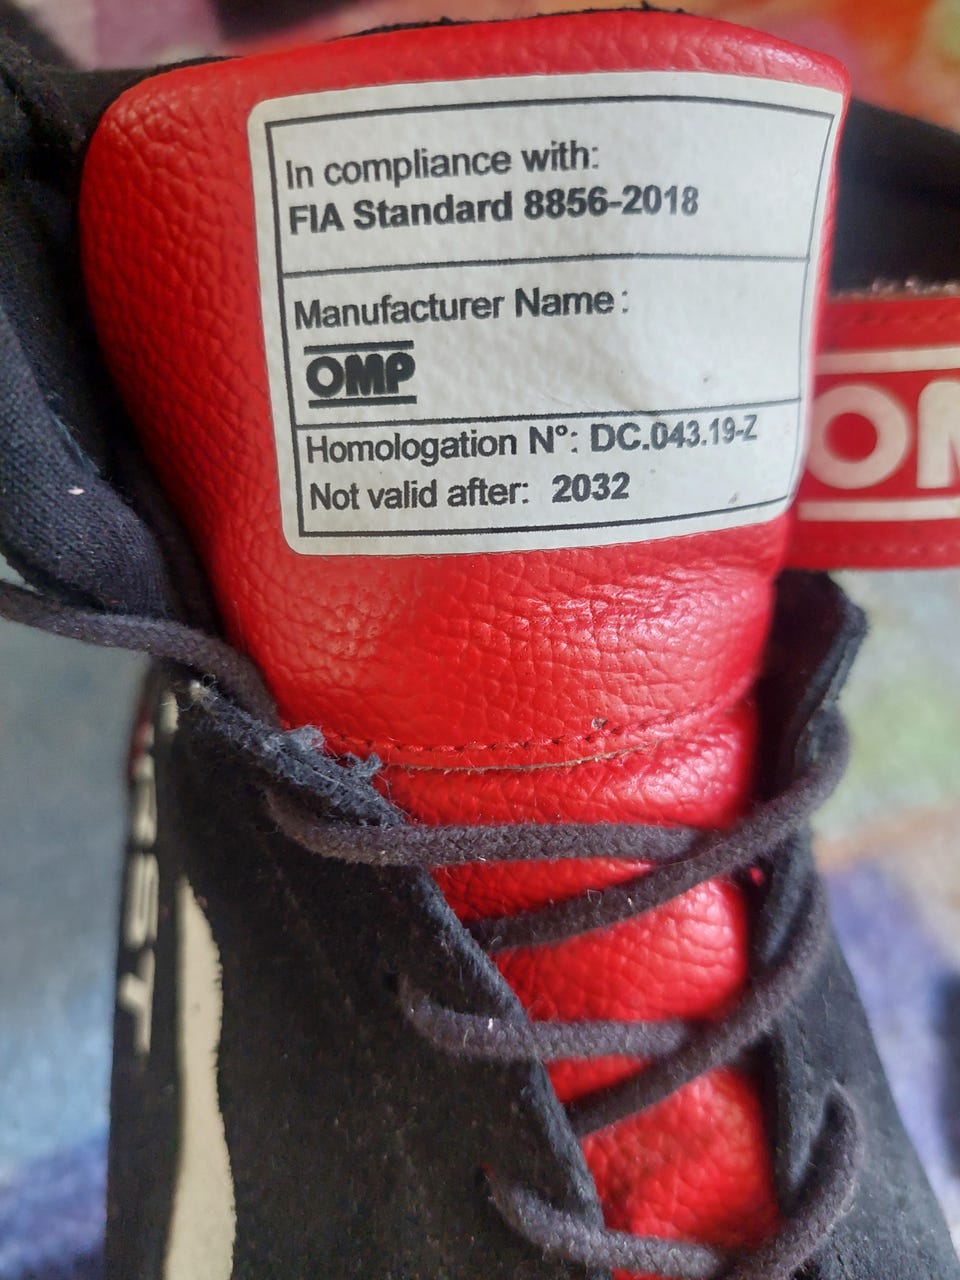 In compliance with:
FIA Standard 8856-2018
Manufacturer Name :
OMP
Homologation N°: DC.043.19-Z
Not valid after: 2032